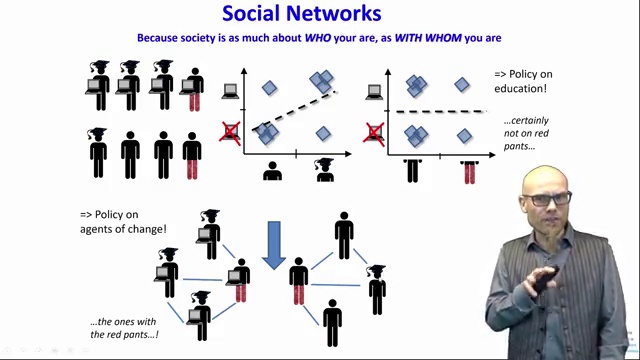 Social Networks
Because society is as much about WHO your are, as WITH WHOM you are
=> Policy on
education!
...certainly
not on red
pants...
=> Policy on
agents of change!
...the ones with
the red pants...!